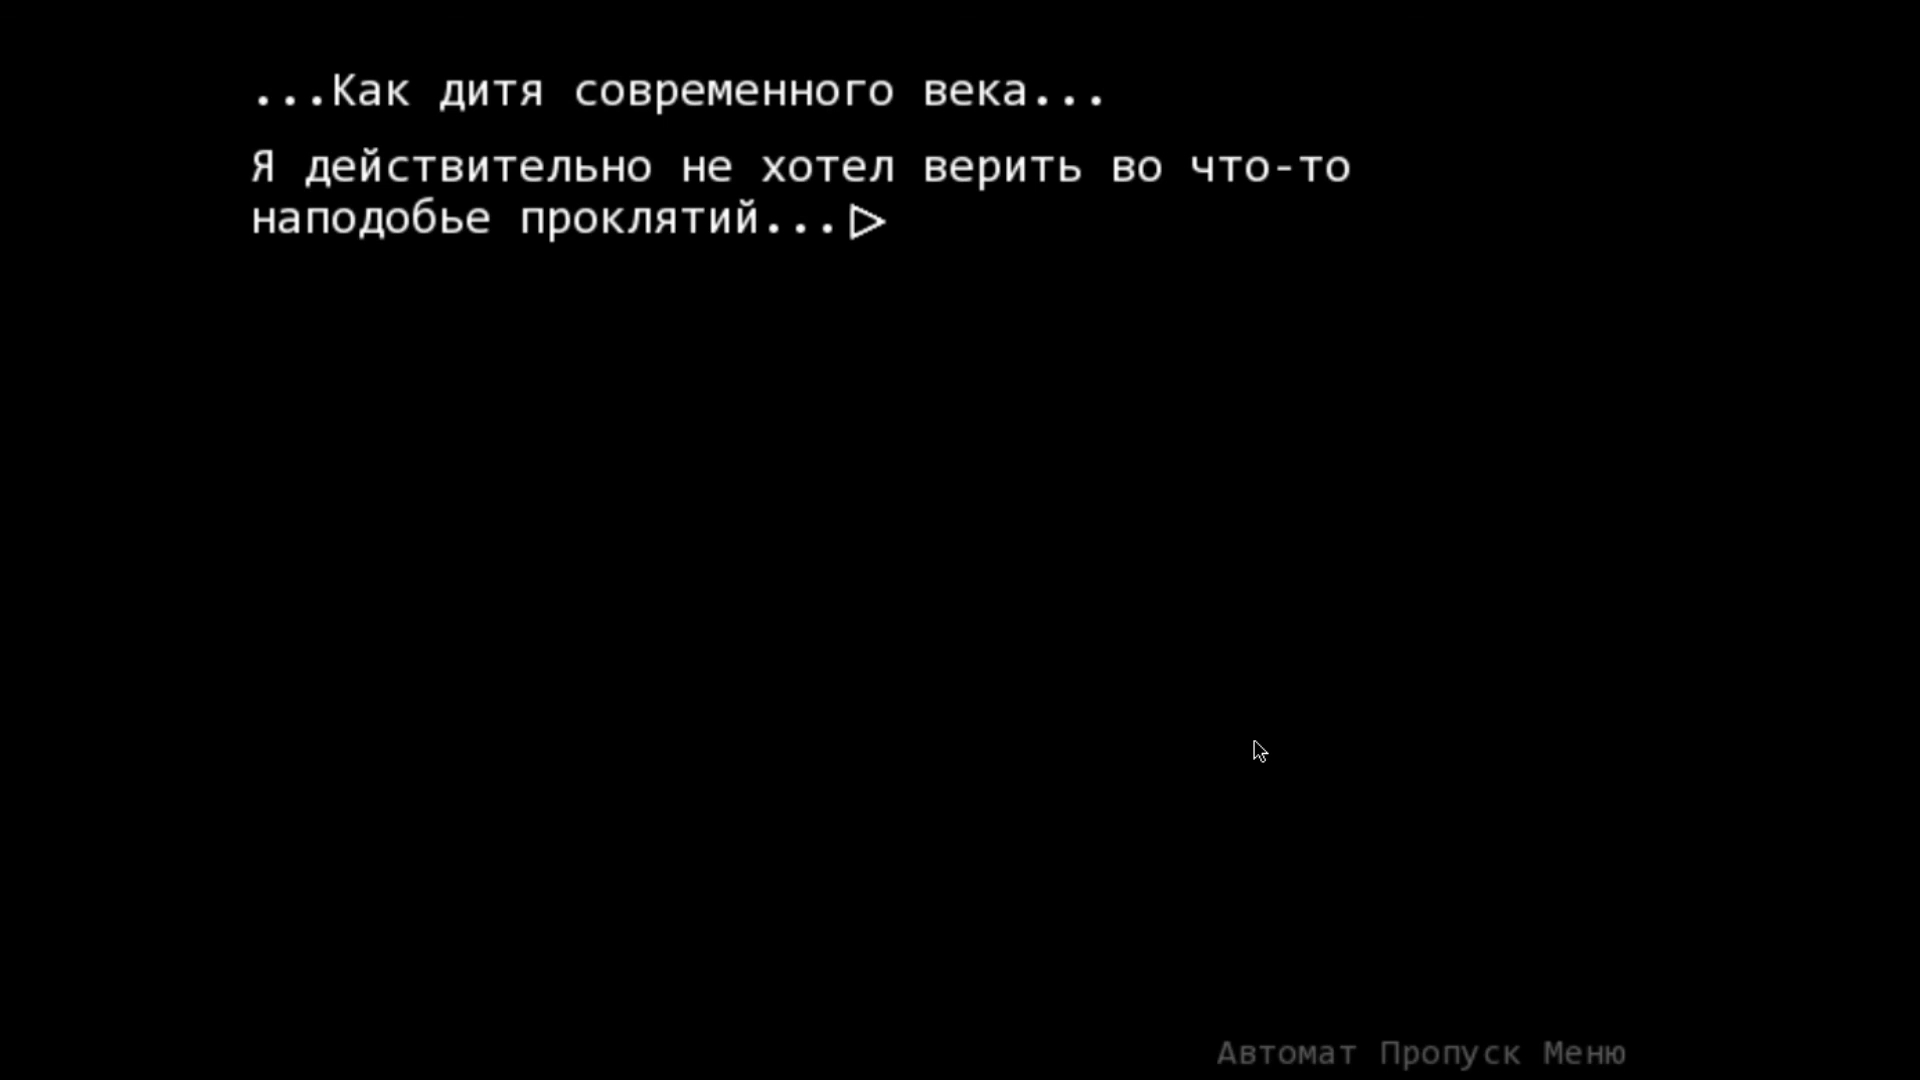 ...Как дитя современного века...
Я действительно не хотел верить во что-то
наподобье проклятий...
Автомат Пропуск Меню